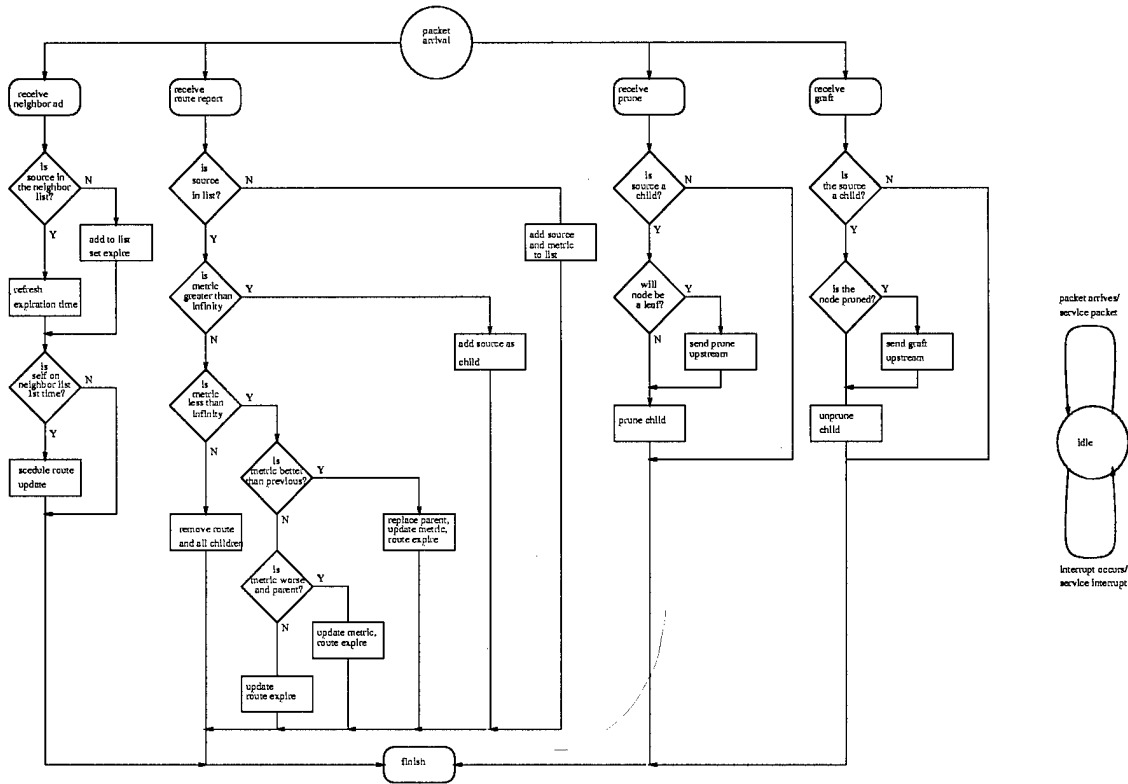 packet
arrival
receive
neighbor ad
receive
route report
receive
prune
receive
graft
is
source in
the neighbor
list?
N
Y
add to list
set expire
refresh
expiration time
is
self on
neighbor list
1st time?
N
Y
scedule route
update
is
source
in list?
N
Y
add source
and metric
to list
is
metric
greater than
infinity
Y
N
add source as
child
is
metric
less than
infinity
Y
N
remove route
and all children
is
metric better
than previous?
Y
N
replace parent,
update metric,
route expire
is
metric worse
and parent?
Y
N
update metric,
route expire
update
route expire
is
source a
child?
N
Y
will
node be
a leaf?
Y
N
send prune
upstream
prune child
is
the source
a child?
N
Y
is the
node pruned?
Y
send graft
upstream
unprune
child
finish
packet arrives/
service packet
idle
interrupt occurs/
service interrupt